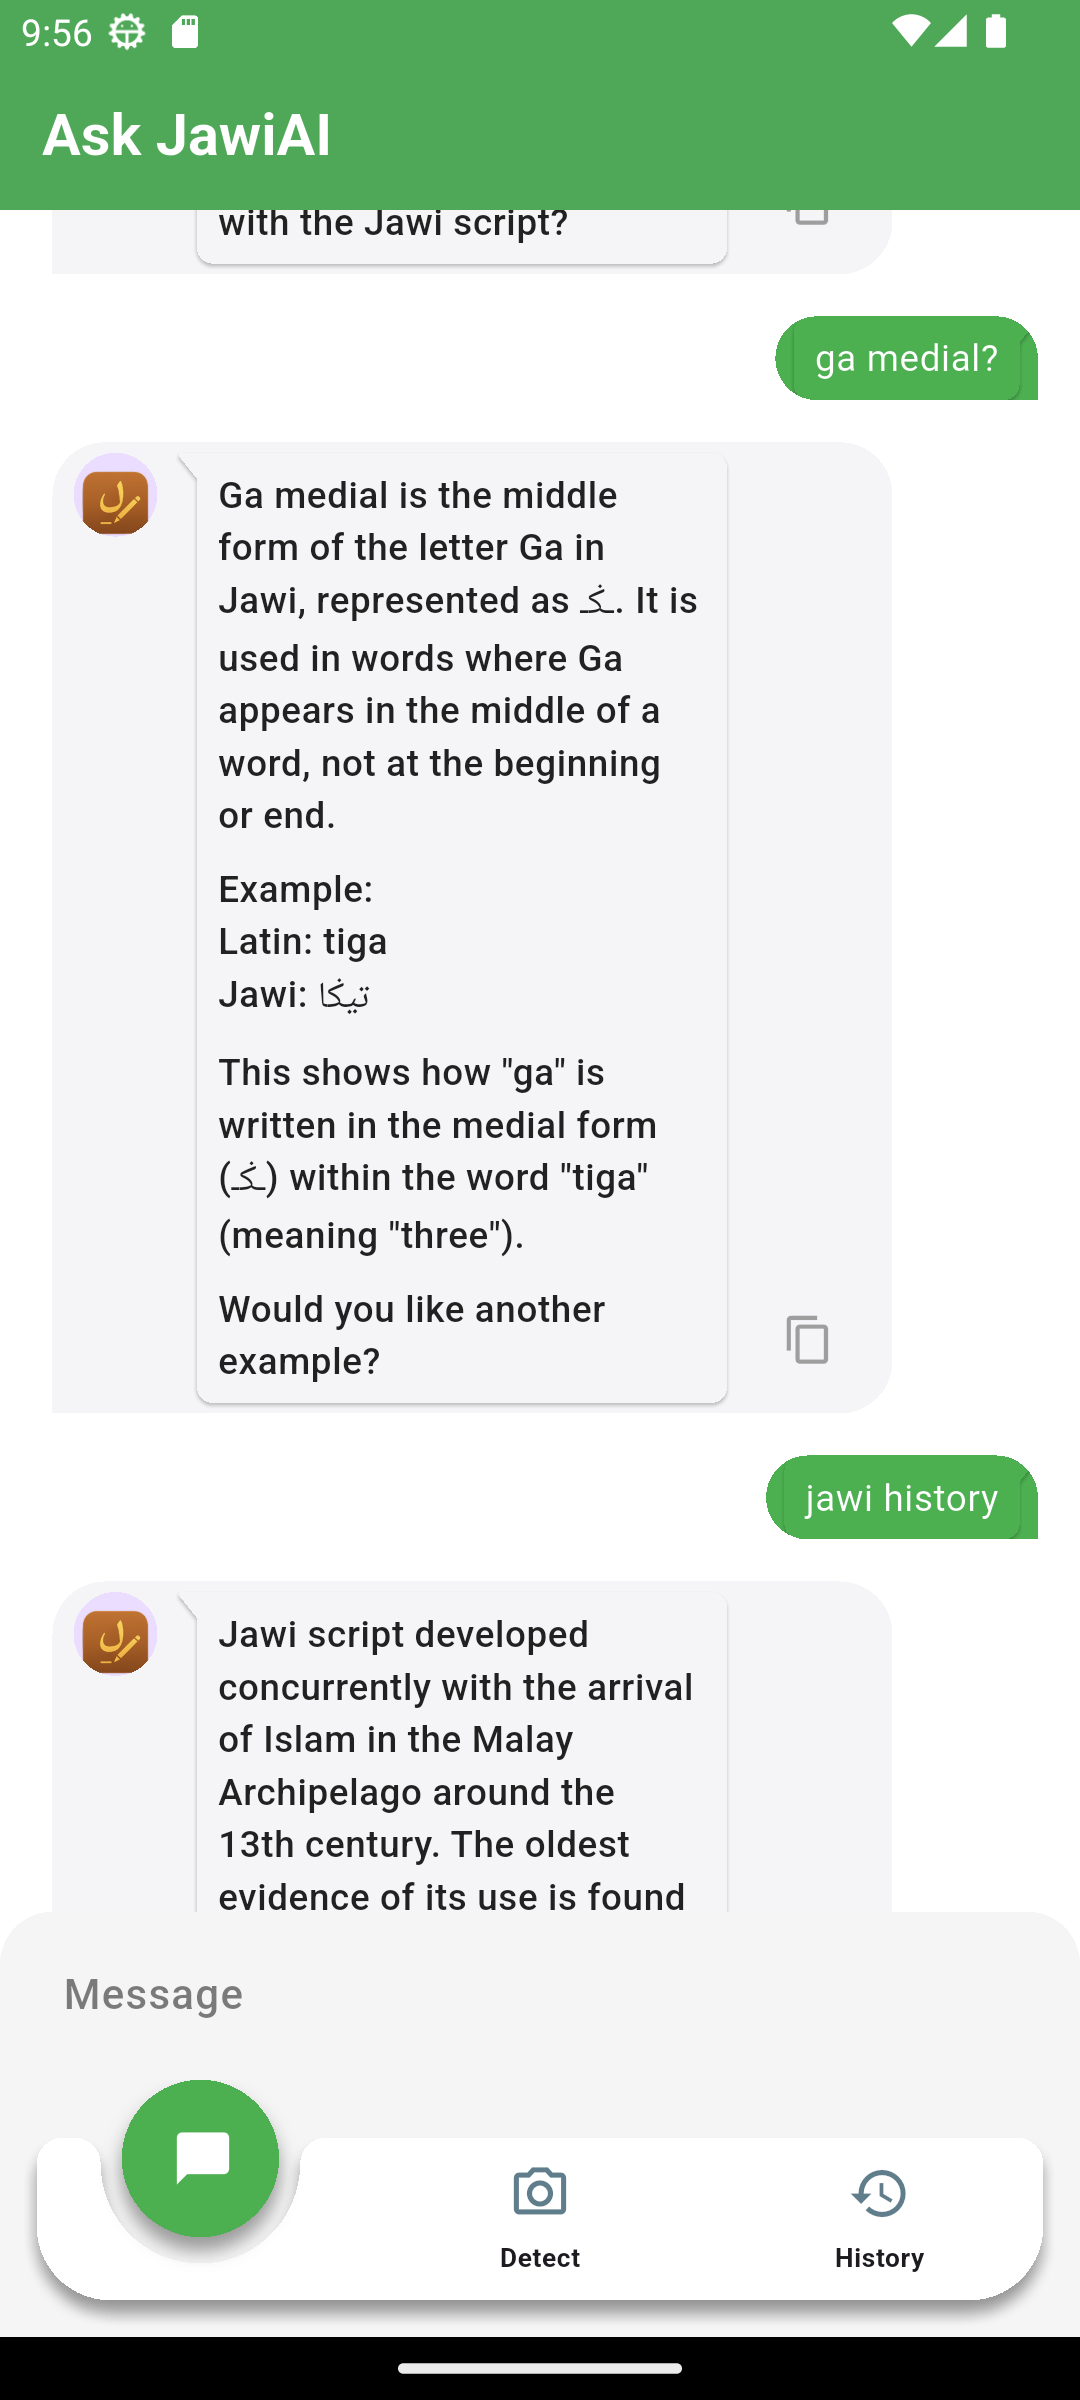 9:56
Ask JawiAI
with the Jawi script?
ga medial?
Ga medial is the middle
form of the letter Ga in
Jawi, represented as ـݢـ. It is
used in words where Ga
appears in the middle of a
word, not at the beginning
or end.
Example:
Latin: tiga
Jawi: تيݢا
This shows how "ga" is
written in the medial form
(ـݢـ) within the word "tiga"
(meaning "three").
Would you like another
example?
jawi history
Jawi script developed
concurrently with the arrival
of Islam in the Malay
Archipelago around the
13th century. The oldest
evidence of its use is found
Message
Detect
History